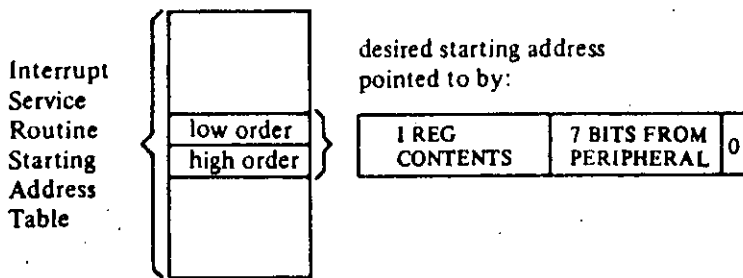 Interrupt
Service
Routine
Starting
Address
Table
low order
high order
desired starting address
pointed to by:
I REG
CONTENTS
7 BITS FROM
PERIPHERAL
0